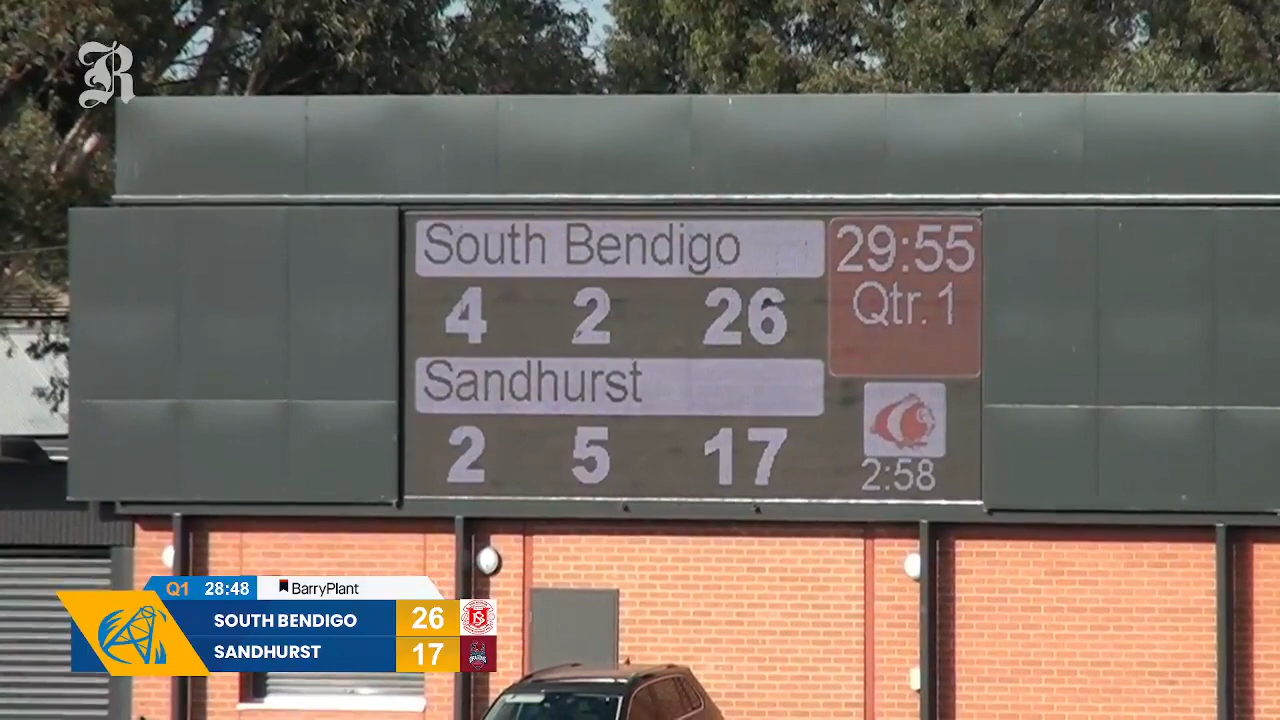 R
South Bendigo
29:55
4 2 26
Qtr. 1
Sandhurst
2 5 17
2:58
Q1 28:48 BarryPlant
SOUTH BENDIGO 26
SANDHURST 17